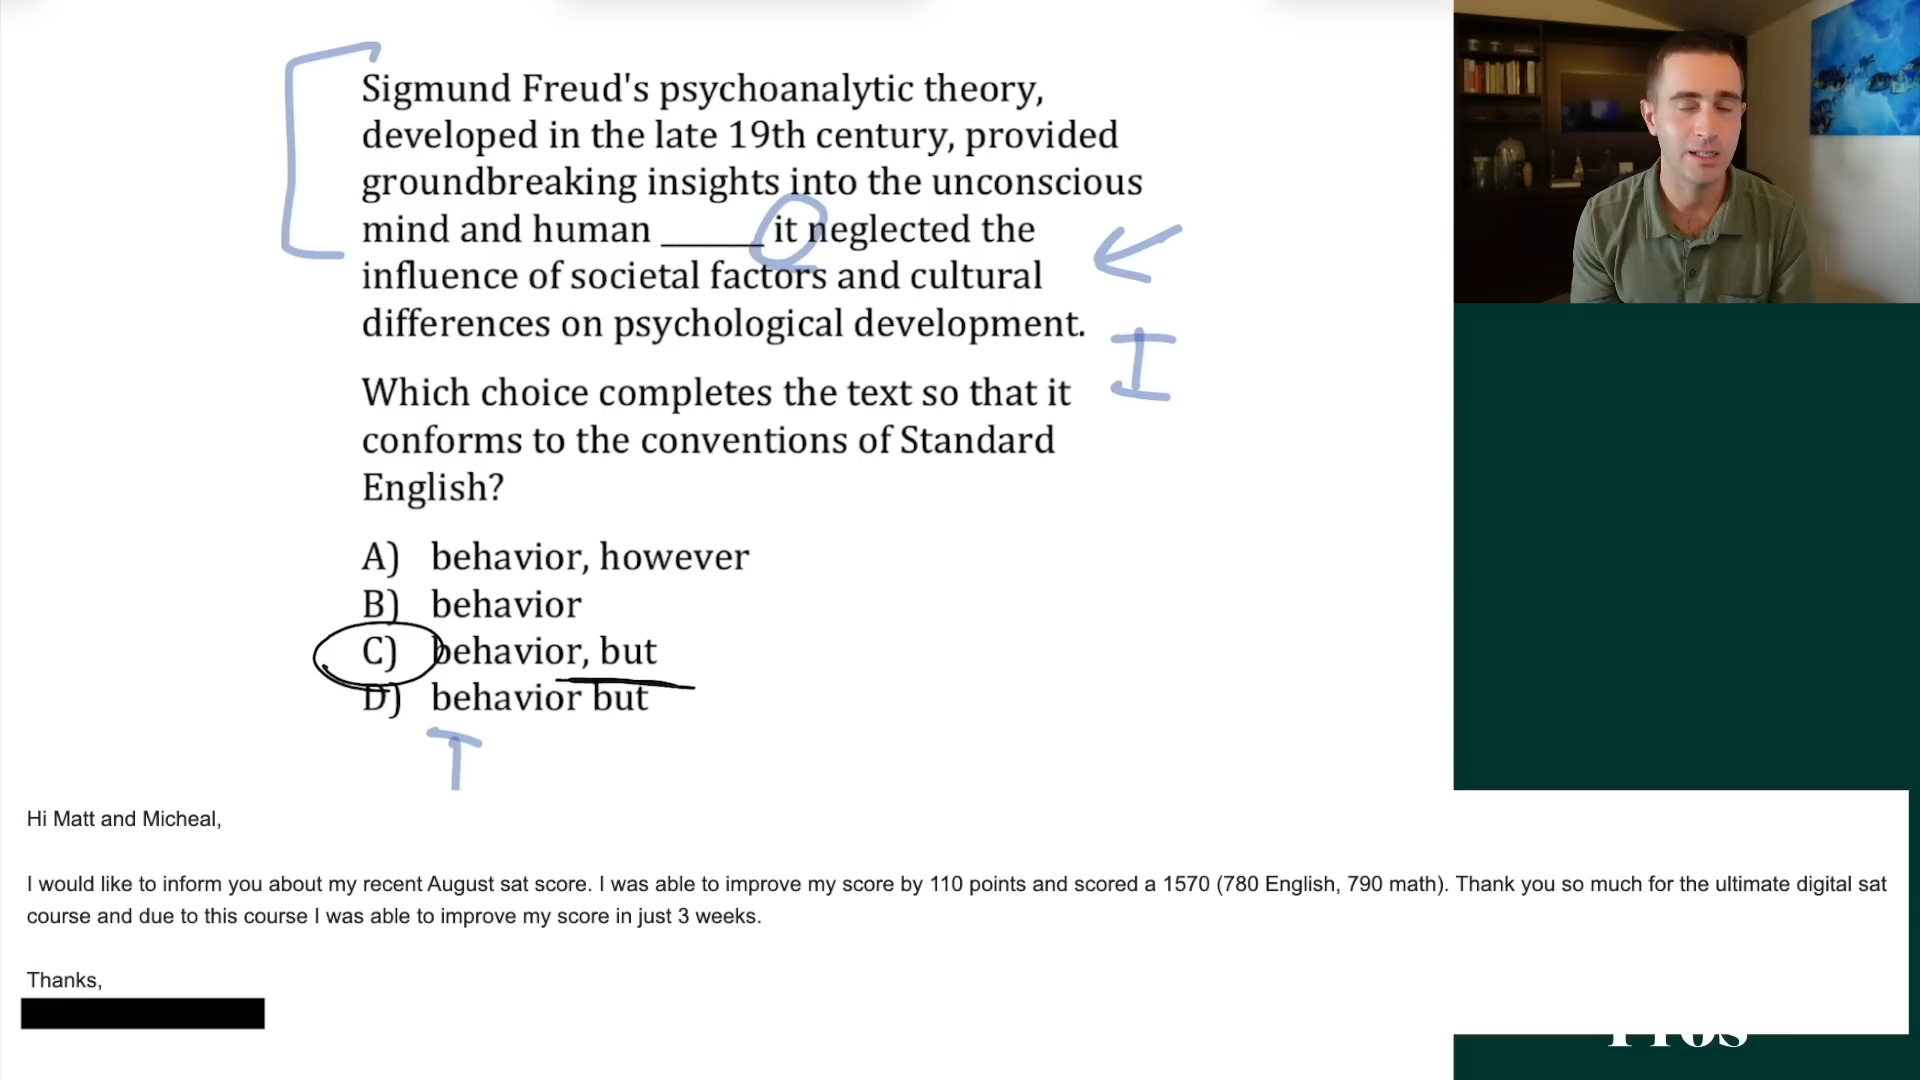 Sigmund Freud's psychoanalytic theory,
developed in the late 19th century, provided
groundbreaking insights into the unconscious
mind and human ______ it neglected the
influence of societal factors and cultural
differences on psychological development.
I
Which choice completes the text so that it
conforms to the conventions of Standard
English?
A) behavior, however
B) behavior
C) behavior, but
D) behavior but
Hi Matt and Micheal,
I would like to inform you about my recent August sat score. I was able to improve my score by 110 points and scored a 1570 (780 English, 790 math). Thank you so much for the ultimate digital sat
course and due to this course I was able to improve my score in just 3 weeks.
Thanks,